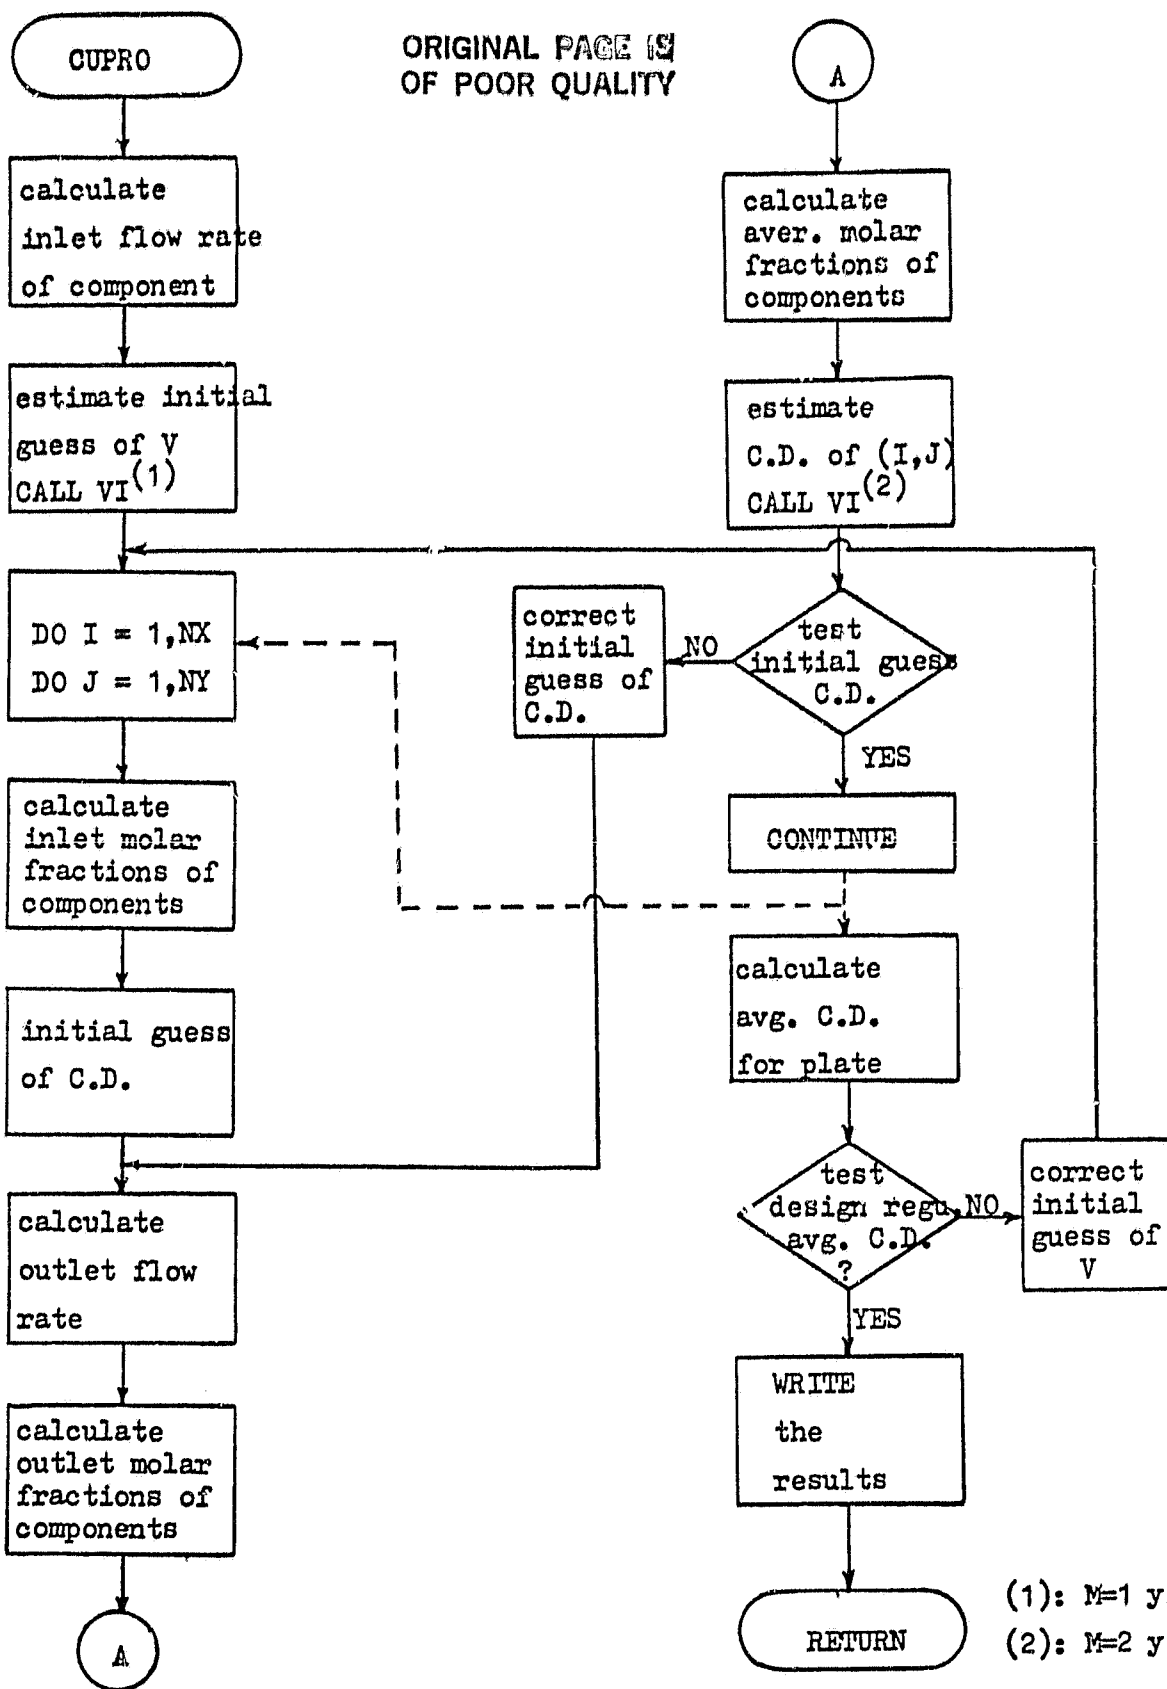 CUPRO
ORIGINAL PAGE IS
OF POOR QUALITY
calculate
inlet flow rate
of component
estimate initial
guess of V
CALL VI(1)
DO I = 1,NX
DO J = 1,NY
calculate
inlet molar
fractions of
components
initial guess
of C.D.
calculate
outlet flow
rate
calculate
outlet molar
fractions of
components
A
A
calculate
aver. molar
fractions of
components
estimate
C.D. of (I,J)
CALL VI(2)
test
initial guess
C.D.
NO
correct
initial
guess of
C.D.
YES
CONTINUE
calculate
avg. C.D.
for plate
test
design requ.
avg. C.D.
?
NO
correct
initial
guess of
V
YES
WRITE
the
results
RETURN
(1): M=1 y
(2): M=2 y